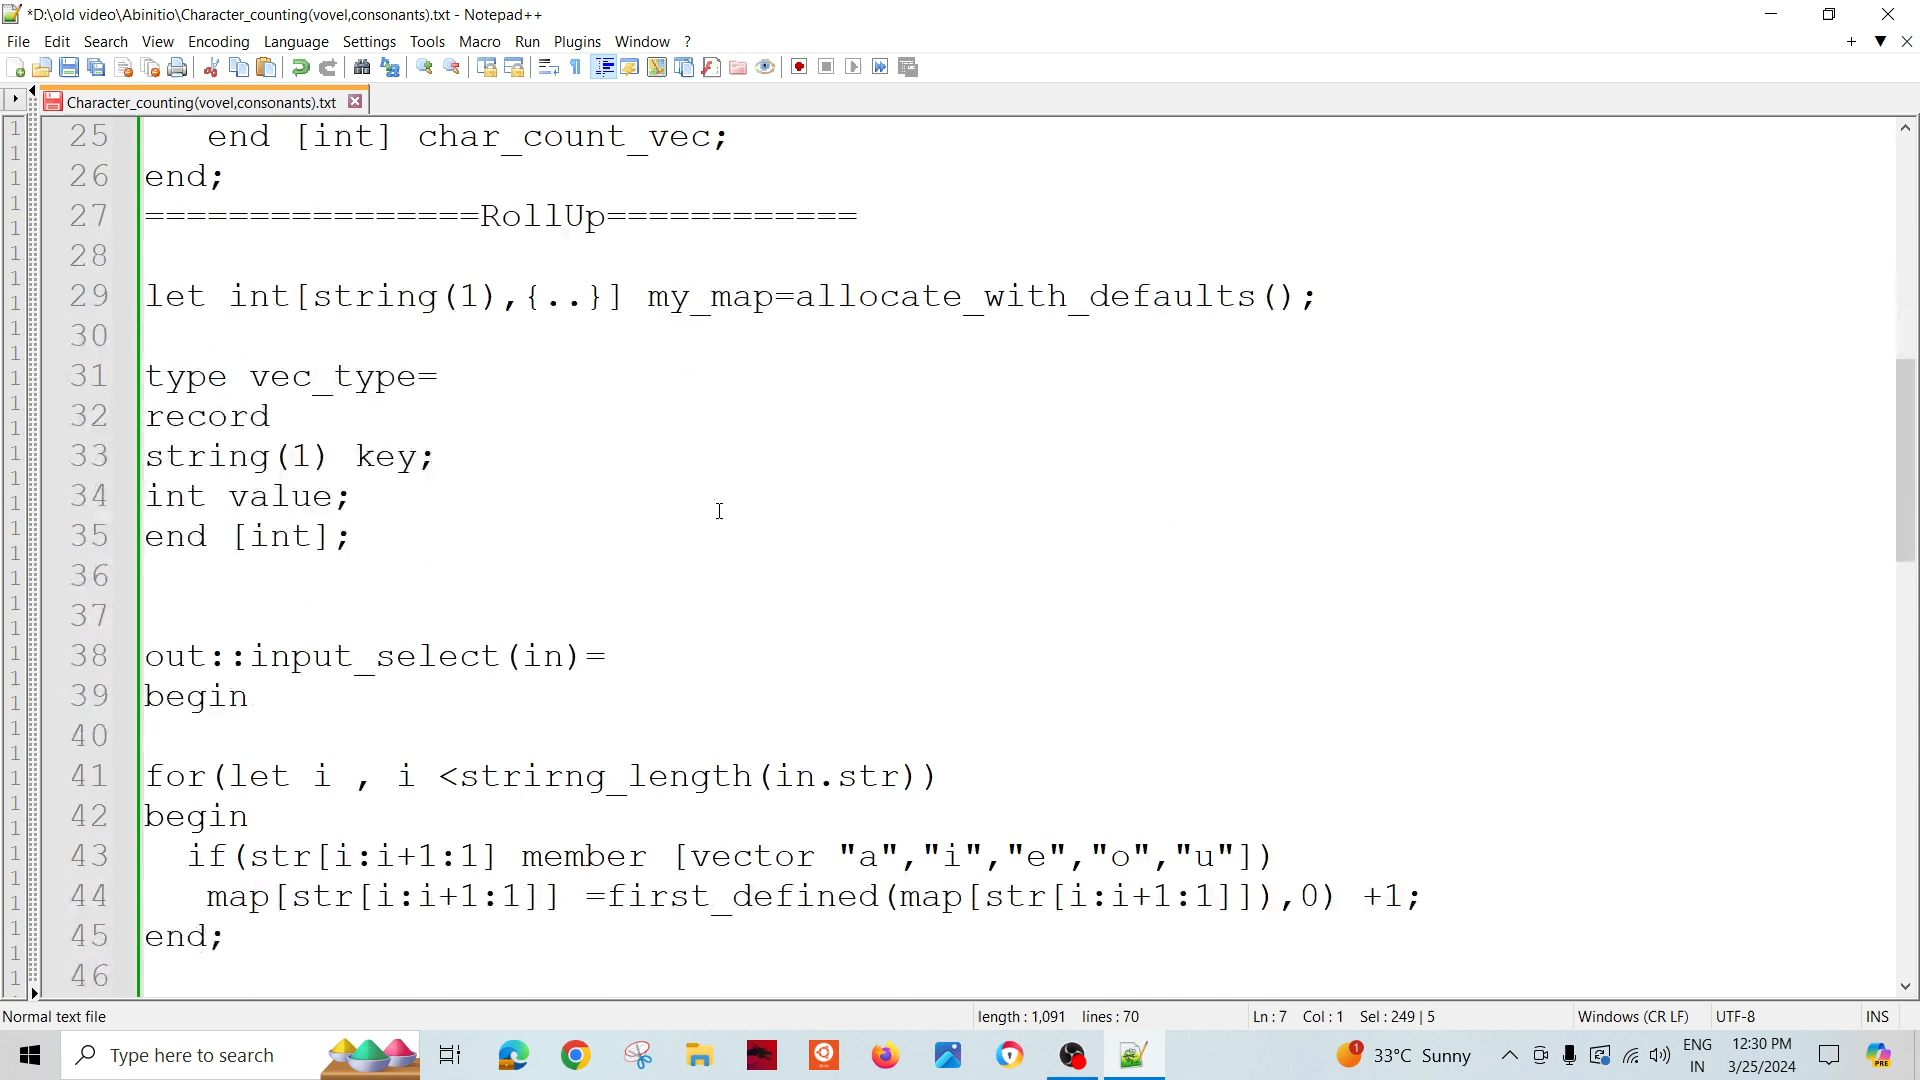 *D:\old video\Abinitio\Character_counting(vovel,consonants).txt - Notepad++
File Edit Search View Encoding Language Settings Tools Macro Run Plugins Window ?
Character_counting(vovel,consonants).txt
25 end [int] char_count_vec;
26 end;
27 ================RollUp============
28
29 let int[string(1),{..}] my_map=allocate_with_defaults();
30
31 type vec_type=
32 record
33 string(1) key;
34 int value;
35 end [int];
36
37
38 out::input_select(in)=
39 begin
40
41 for(let i , i <strirng_length(in.str))
42 begin
43 if(str[i:i+1:1] member [vector "a","i","e","o","u"])
44 map[str[i:i+1:1]] =first_defined(map[str[i:i+1:1]]),0) +1;
45 end;
46
Normal text file length : 1,091 lines : 70 Ln : 7 Col : 1 Sel : 249 | 5 Windows (CR LF) UTF-8 INS
Type here to search 33°C Sunny ENG IN 12:30 PM 3/25/2024